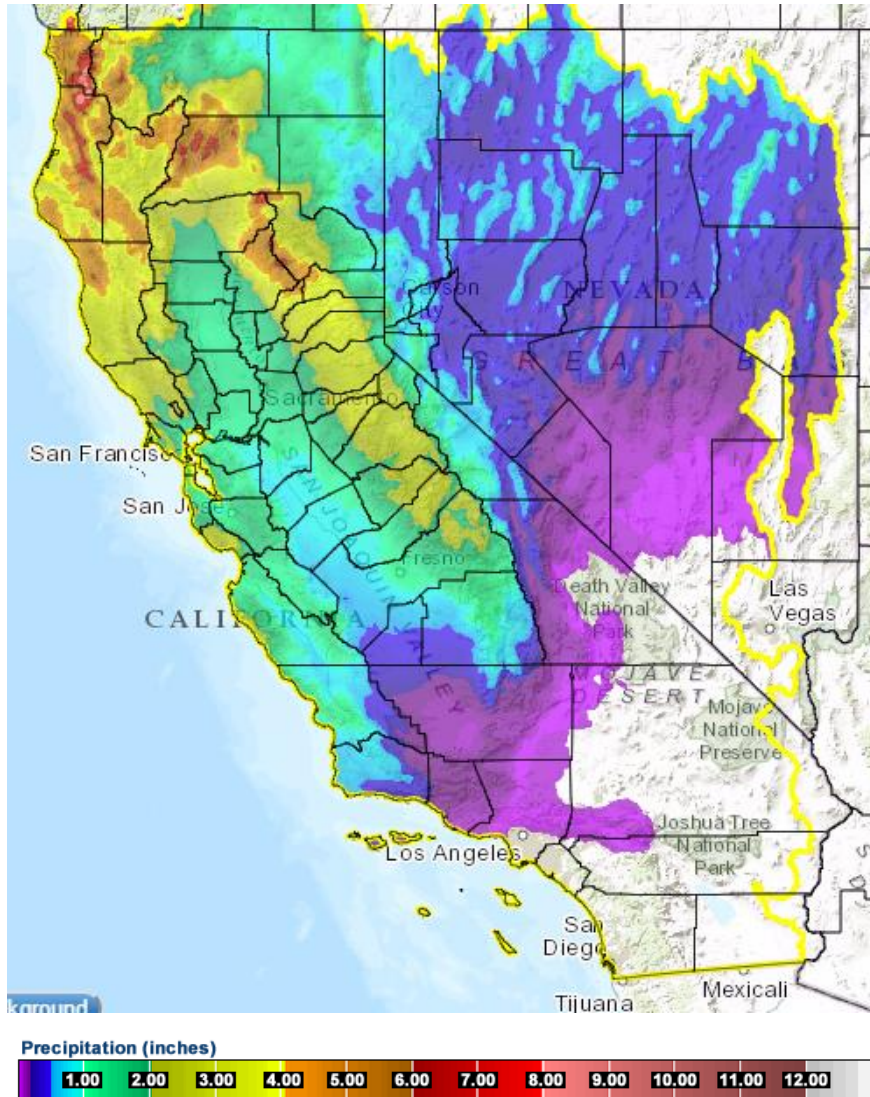 Carson
City
NEVADA
GREAT B
Sacramento
San Francisc
SAN JOAQUIN VALLEY
San Jose
Fresno
Death Valley
National
Park
Las
Vegas
CALIFORNIA
MOJAVE
DESERT
Mojave
National
Preserve
Joshua Tree
National
Park
Los Angeles
San
Diego
Mexicali
Tijuana
kground
Precipitation (inches)
1.00 2.00 3.00 4.00 5.00 6.00 7.00 8.00 9.00 10.00 11.00 12.00